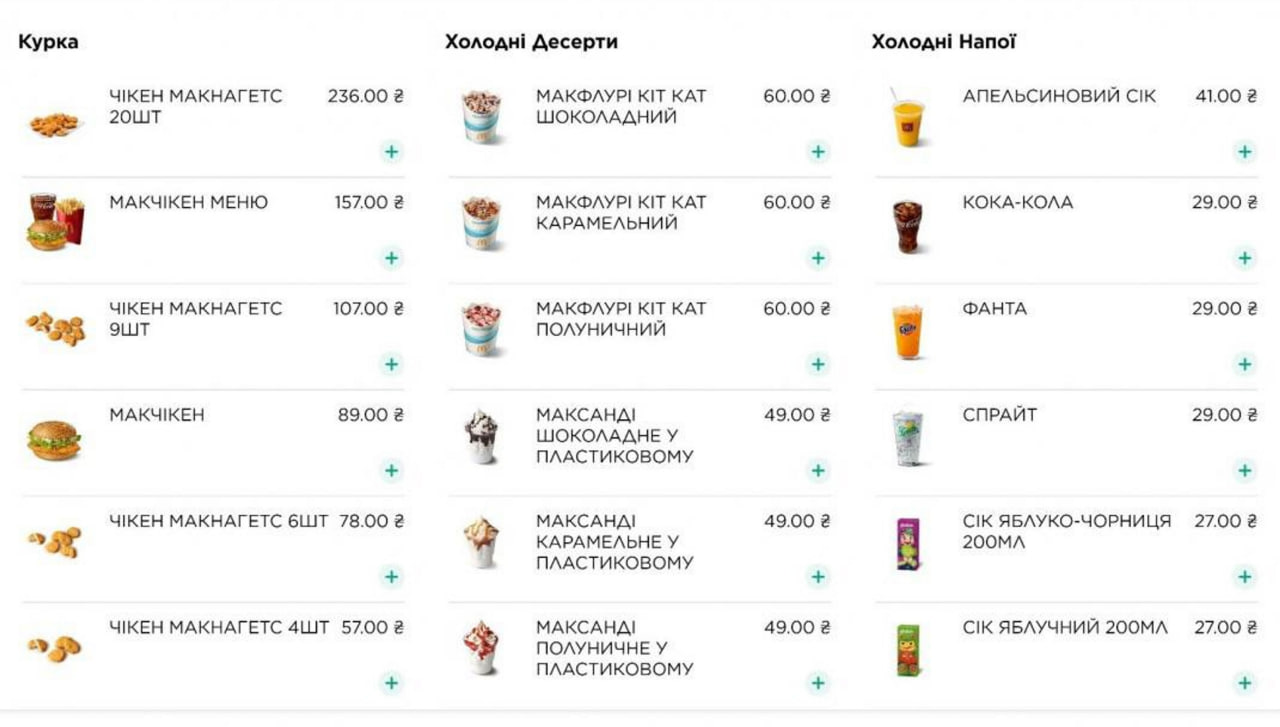 Курка
ЧІКЕН МАКНАГЕТС 236.00 ₴
20ШТ
МАКЧІКЕН МЕНЮ 157.00 ₴
ЧІКЕН МАКНАГЕТС 107.00 ₴
9ШТ
МАКЧІКЕН 89.00 ₴
ЧІКЕН МАКНАГЕТС 6ШТ 78.00 ₴
ЧІКЕН МАКНАГЕТС 4ШТ 57.00 ₴
Холодні Десерти
МАКФЛУРІ КІТ КАТ 60.00 ₴
ШОКОЛАДНИЙ
МАКФЛУРІ КІТ КАТ 60.00 ₴
КАРАМЕЛЬНИЙ
МАКФЛУРІ КІТ КАТ 60.00 ₴
ПОЛУНИЧНИЙ
МАКСАНДІ 49.00 ₴
ШОКОЛАДНЕ У
ПЛАСТИКОВОМУ
МАКСАНДІ 49.00 ₴
КАРАМЕЛЬНЕ У
ПЛАСТИКОВОМУ
МАКСАНДІ 49.00 ₴
ПОЛУНИЧНЕ У
ПЛАСТИКОВОМУ
Холодні Напої
АПЕЛЬСИНОВИЙ СІК 41.00 ₴
КОКА-КОЛА 29.00 ₴
ФАНТА 29.00 ₴
СПРАЙТ 29.00 ₴
СІК ЯБЛУКО-ЧОРНИЦЯ 27.00 ₴
200МЛ
СІК ЯБЛУЧНИЙ 200МЛ 27.00 ₴